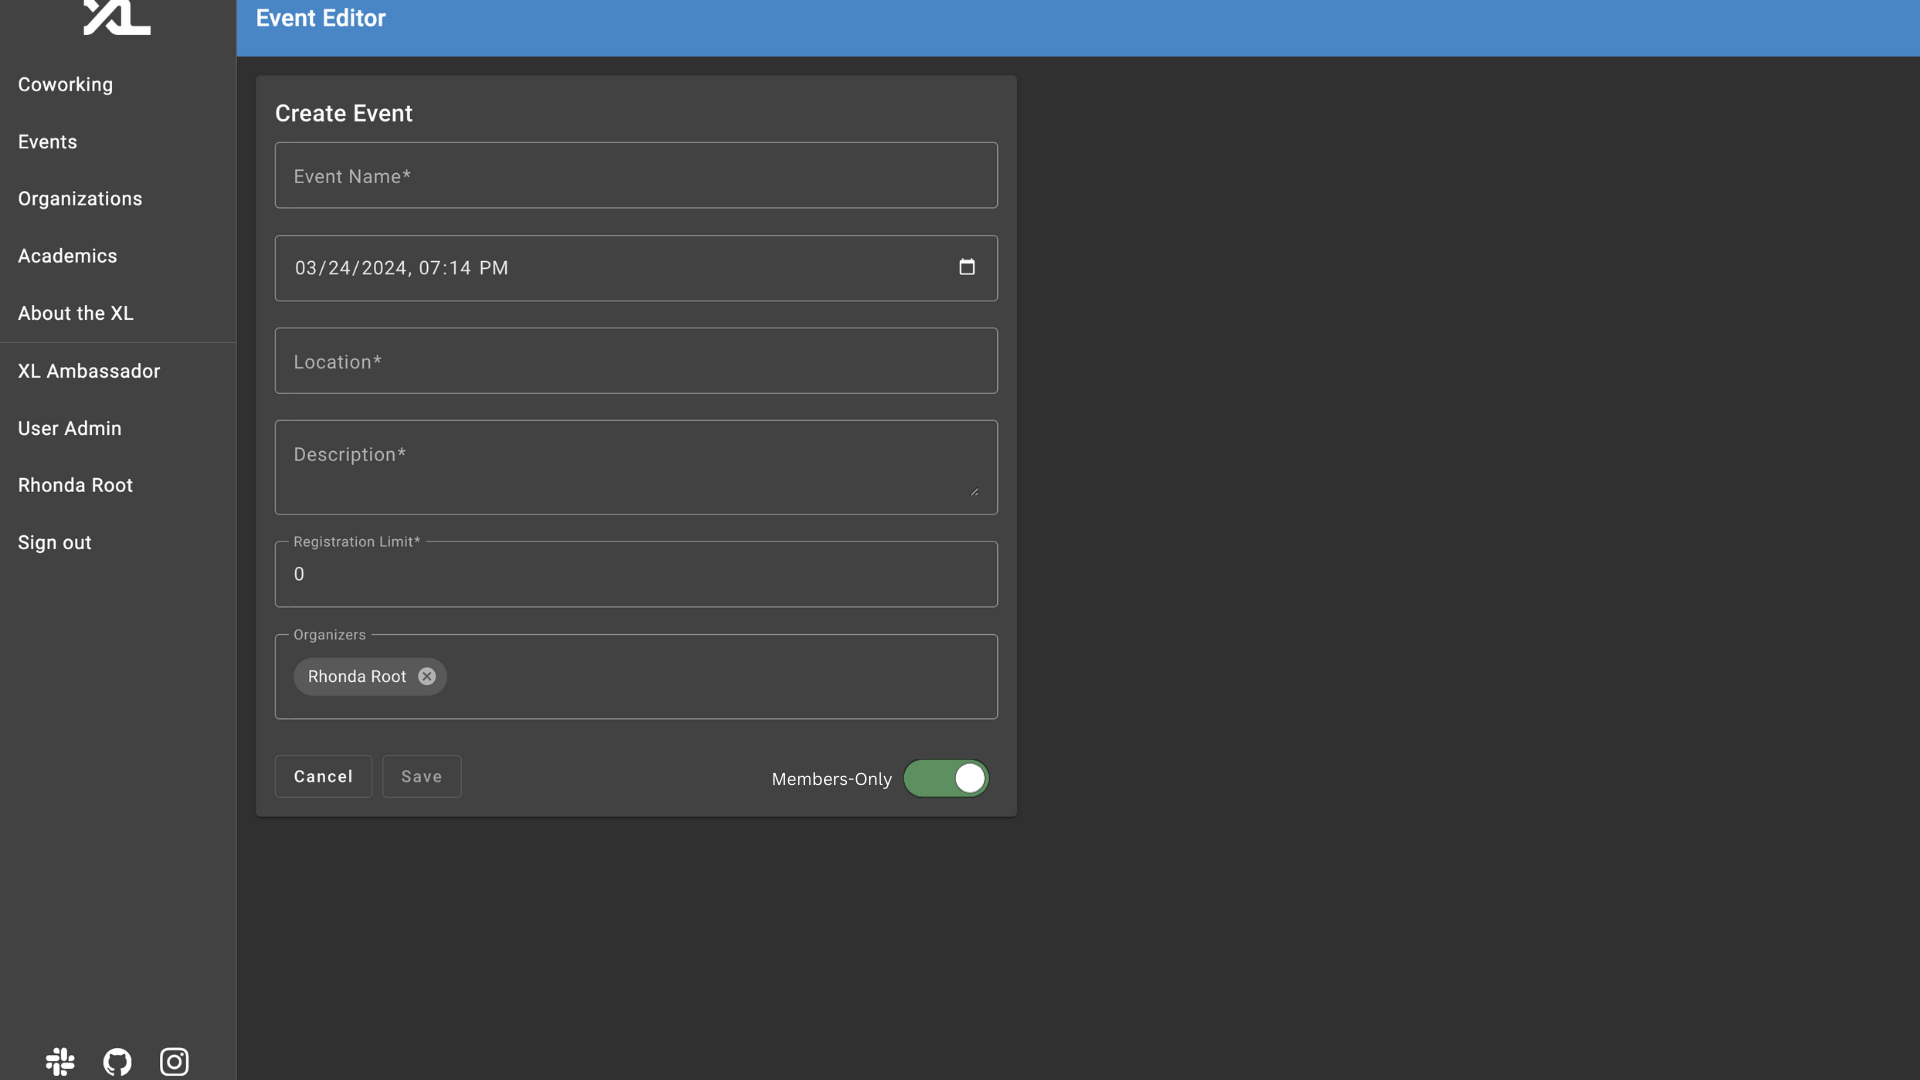 XL
Event Editor
Coworking
Events
Organizations
Academics
About the XL
XL Ambassador
User Admin
Rhonda Root
Sign out
Create Event
Event Name*
03/24/2024, 07:14 PM
Location*
Description*
Registration Limit*
0
Organizers
Rhonda Root
Cancel
Save
Members-Only